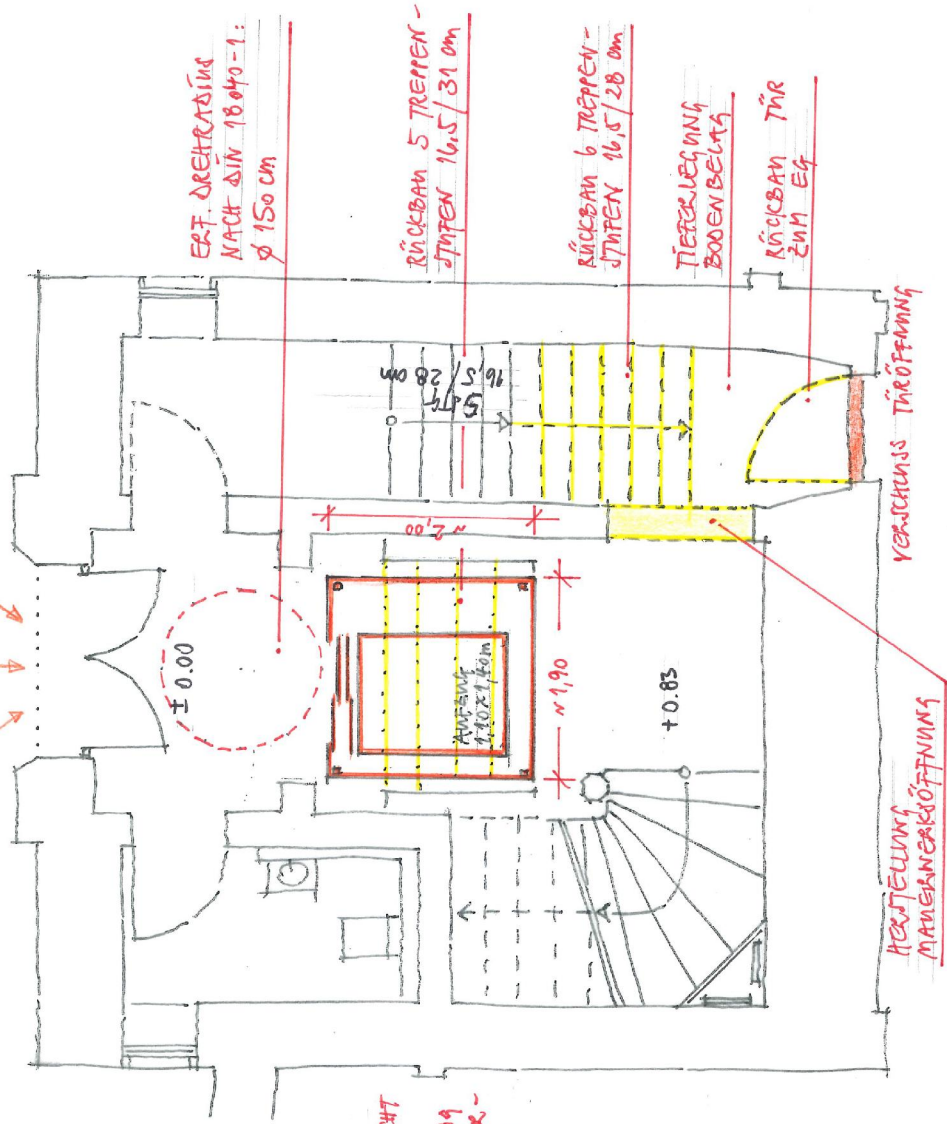 ERF. DREHRADIUS
NACH DIN 18040-1:
ø 150 cm
RÜCKBAU 5 TREPPEN-
STUFEN 16,5/31 cm
RÜCKBAU 6 TREPPEN-
STUFEN 16,5/28 cm
TIEFERLEGUNG
BODENBELAG
RÜCKBAU TÜR
ZUM EG
VERSCHLUSS TÜRÖFFNUNG
HERSTELLUNG
MAUERWERKSÖFFNUNG
± 0.00
5 STG
16,5/28 cm
~2,00
AUFZUG
1.10x1,40m
~1,90
+0.83